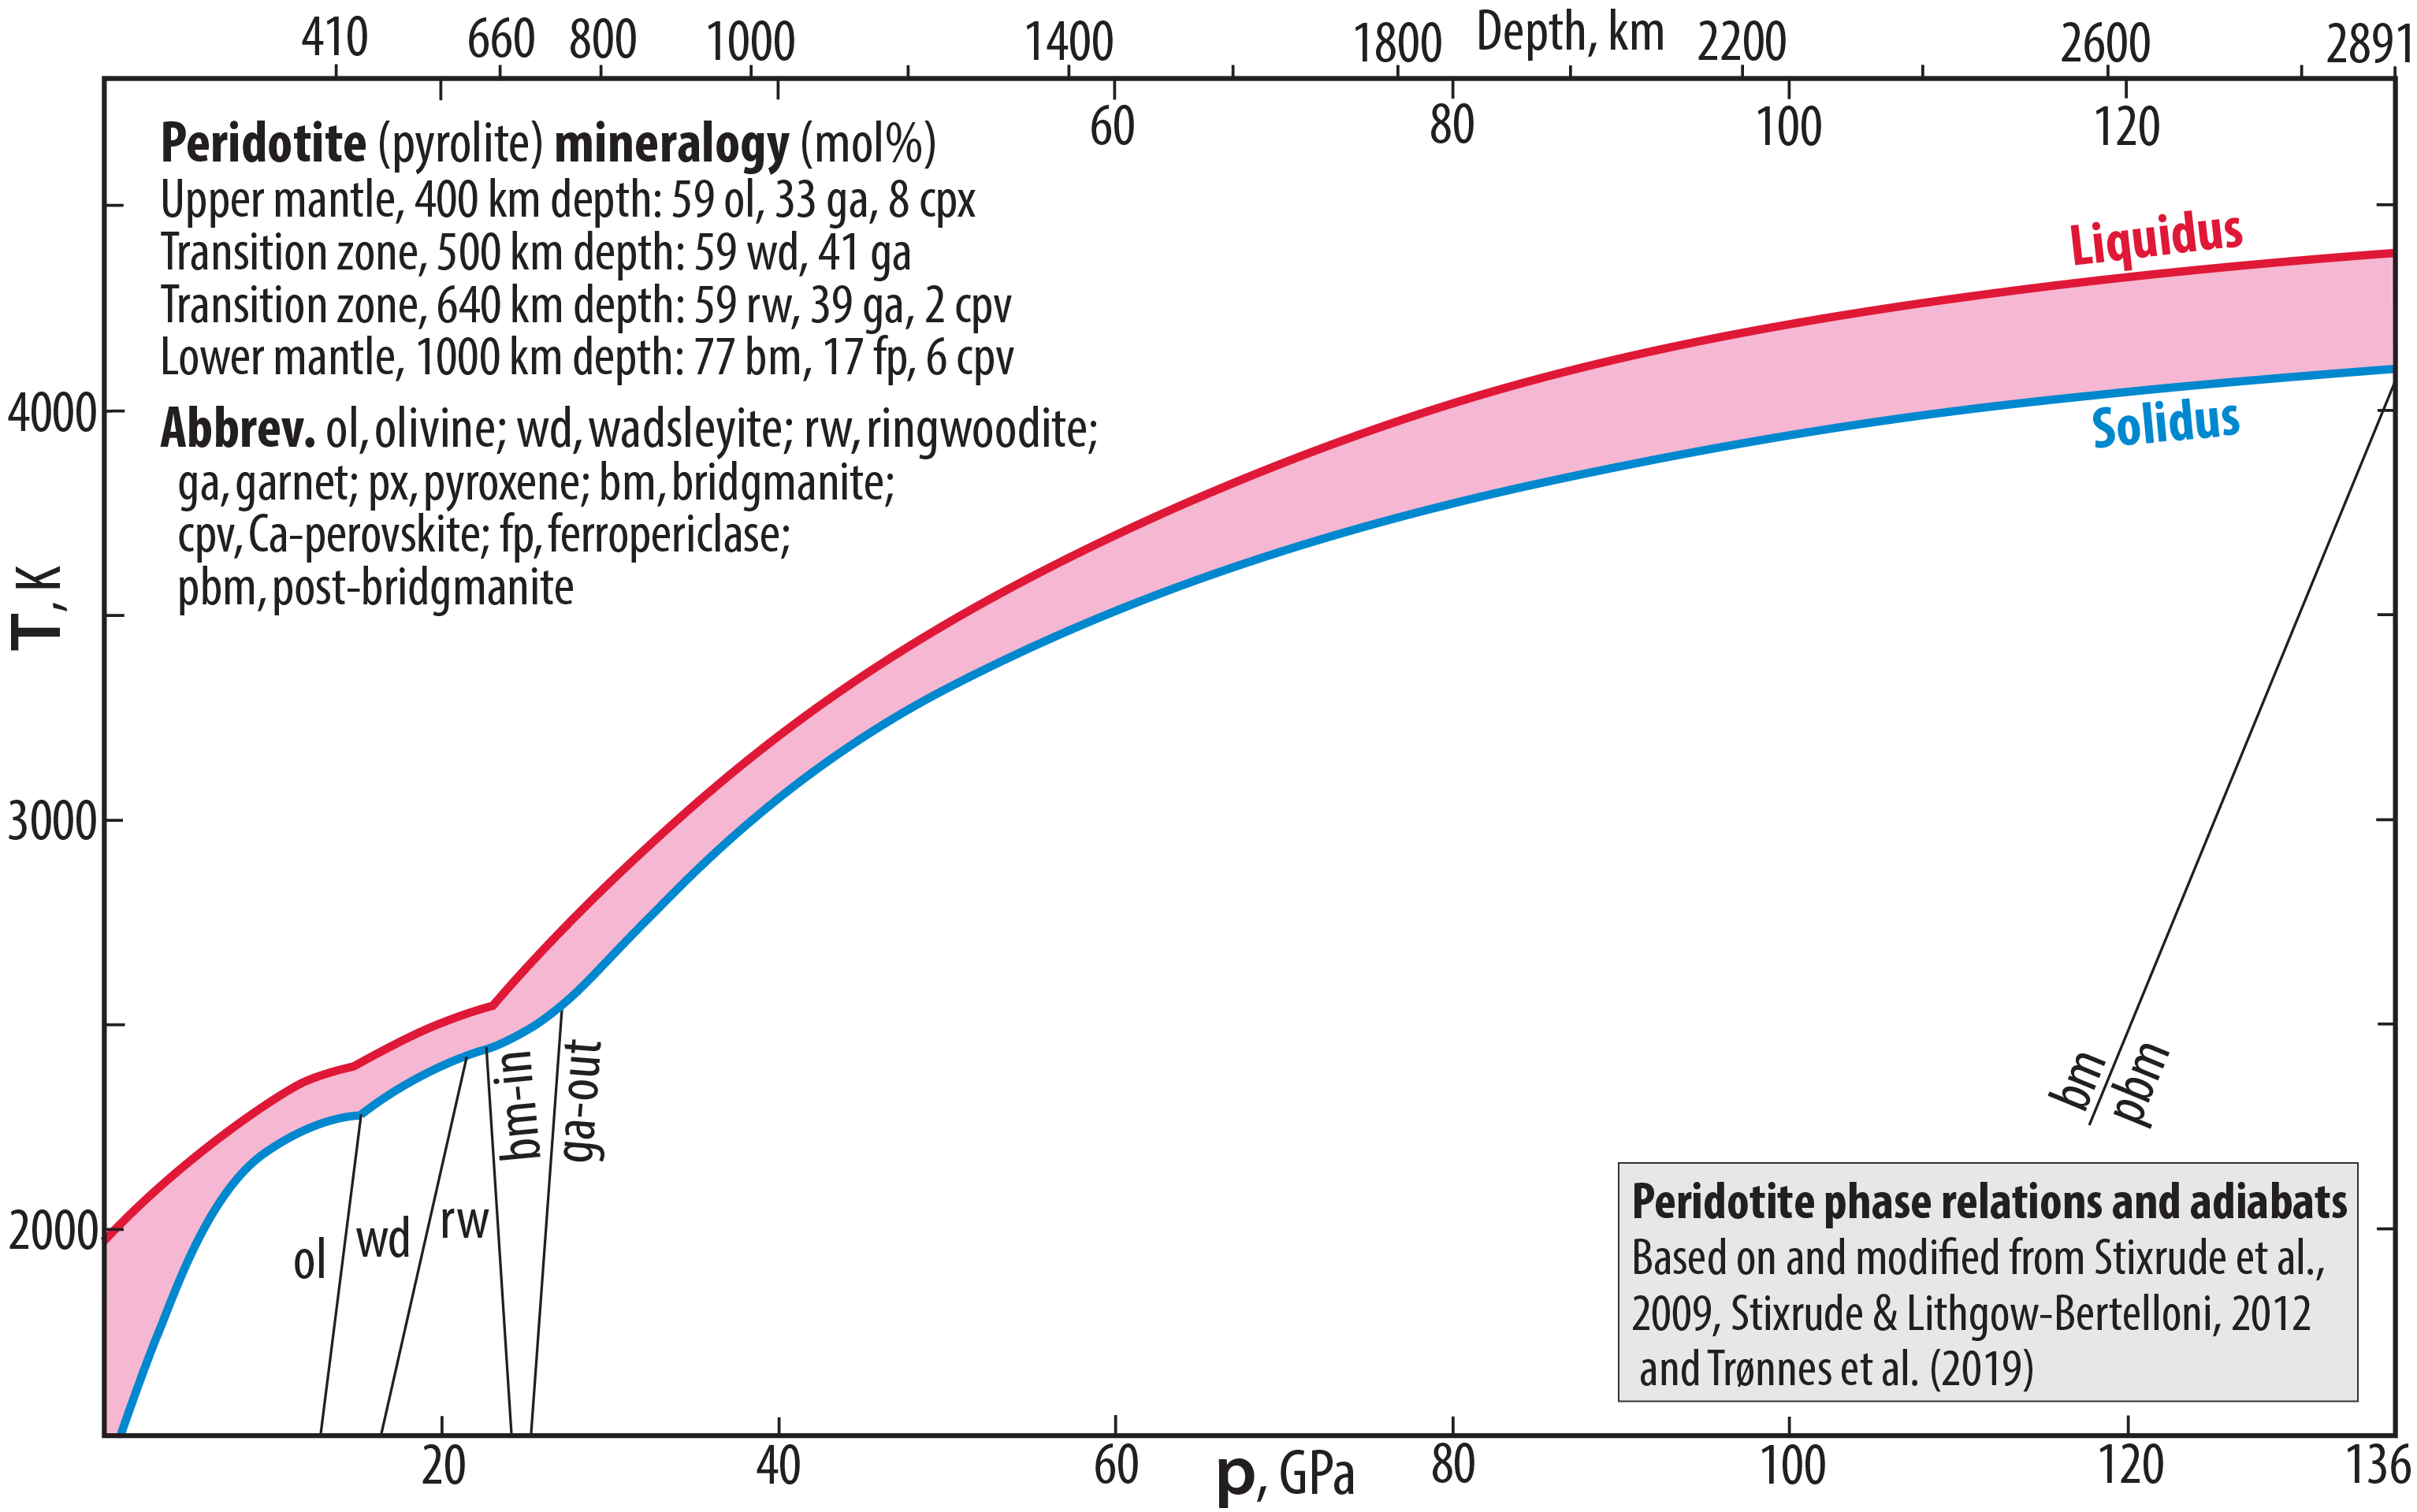 410 660 800 1000 1400 1800 Depth, km 2200 2600 2891
60 80 100 120
Peridotite (pyrolite) mineralogy (mol%)
Upper mantle, 400 km depth: 59 ol, 33 ga, 8 cpx
Transition zone, 500 km depth: 59 wd, 41 ga
Transition zone, 640 km depth: 59 rw, 39 ga, 2 cpv
Lower mantle, 1000 km depth: 77 bm, 17 fp, 6 cpv
Abbrev. ol, olivine; wd, wadsleyite; rw, ringwoodite;
ga, garnet; px, pyroxene; bm, bridgmanite;
cpv, Ca-perovskite; fp, ferropericlase;
pbm, post-bridgmanite
Liquidus
Solidus
4000
T, K
3000
2000
ol
wd
rw
bm-in
ga-out
bm
pbm
Peridotite phase relations and adiabats
Based on and modified from Stixrude et al.,
2009, Stixrude & Lithgow-Bertelloni, 2012
and Trønnes et al. (2019)
20 40 60 p, GPa 80 100 120 136